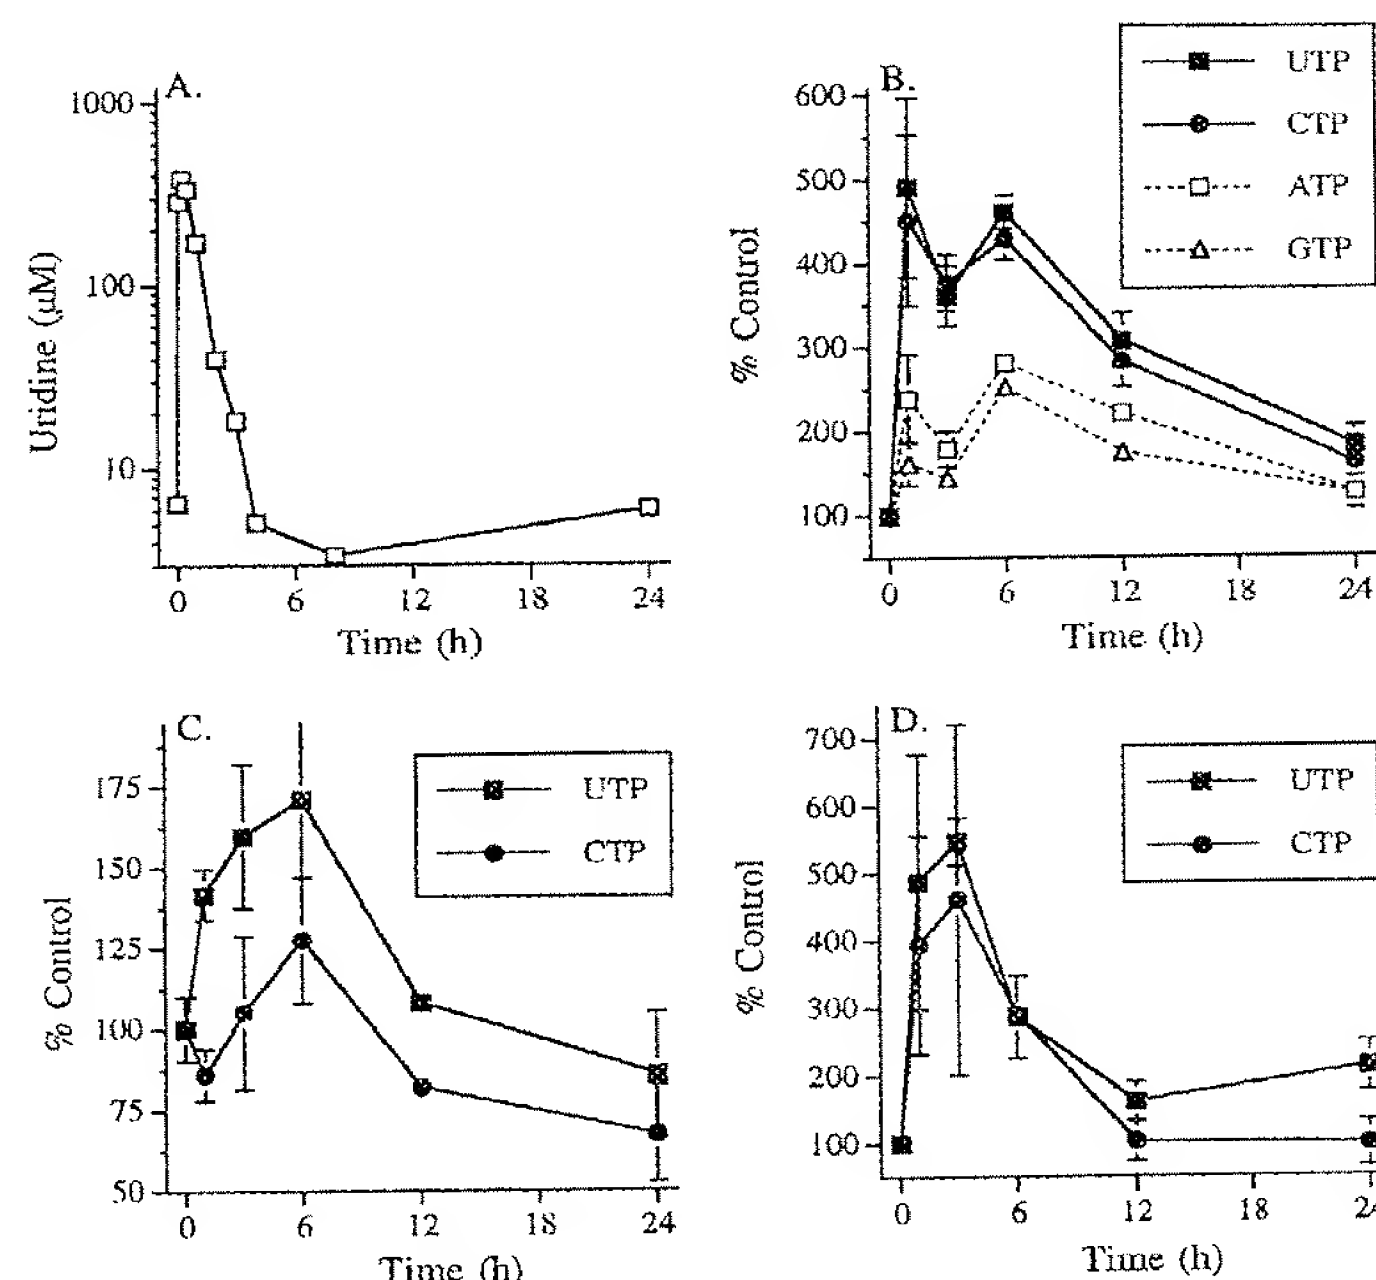 A.
1000
100
10
Uridine (μM)
0 6 12 18 24
Time (h)
B.
600
500
400
300
200
100
% Control
0 6 12 18 24
Time (h)
UTP
CTP
ATP
GTP
C.
175
150
125
100
75
50
% Control
0 6 12 18 24
Time (h)
UTP
CTP
D.
700
600
500
400
300
200
100
% Control
0 6 12 18
Time (h)
UTP
CTP